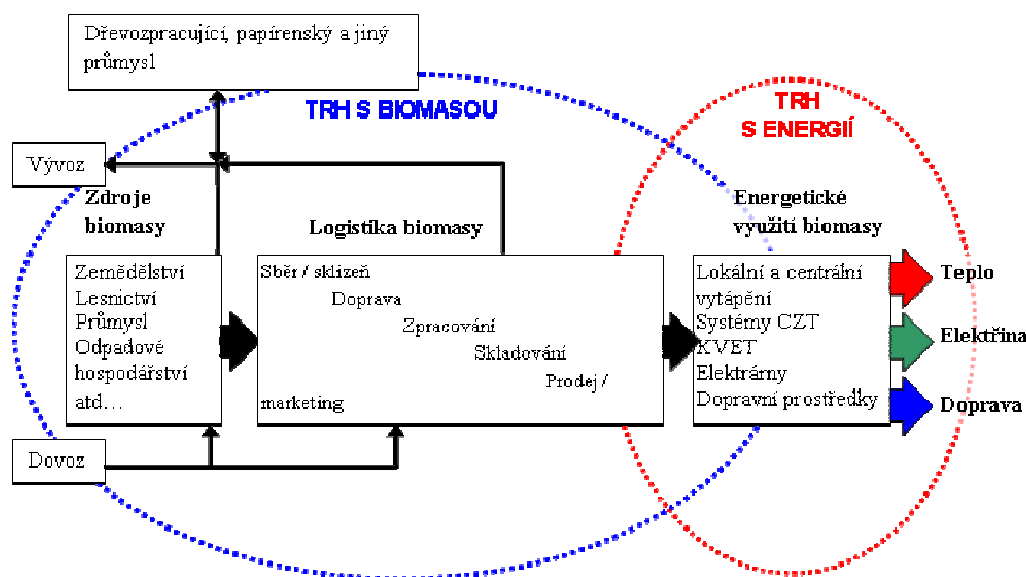 Dřevozpracující, papírenský a jiný
průmysl
TRH S BIOMASOU
TRH
S ENERGIÍ
Vývoz
Zdroje
biomasy
Logistika biomasy
Energetické
využití biomasy
Zemědělství
Lesnictví
Průmysl
Odpadové
hospodářství
atd...
Sběr / sklizeň
Doprava
Zpracování
Skladování
Prodej /
marketing
Lokální a centrální
vytápění
Systémy CZT
KVET
Elektrárny
Dopravní prostředky
Teplo
Elektřina
Doprava
Dovoz